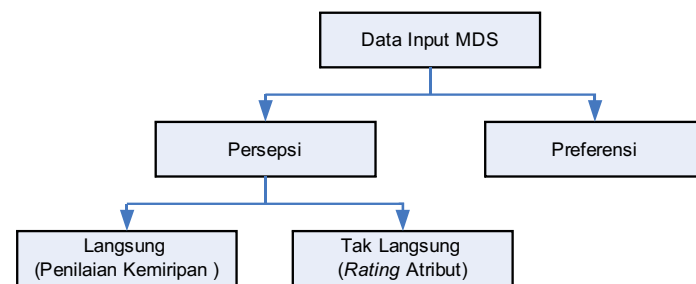 Data Input MDS
Persepsi
Preferensi
Langsung
(Penilaian Kemiripan )
Tak Langsung
(Rating Atribut)